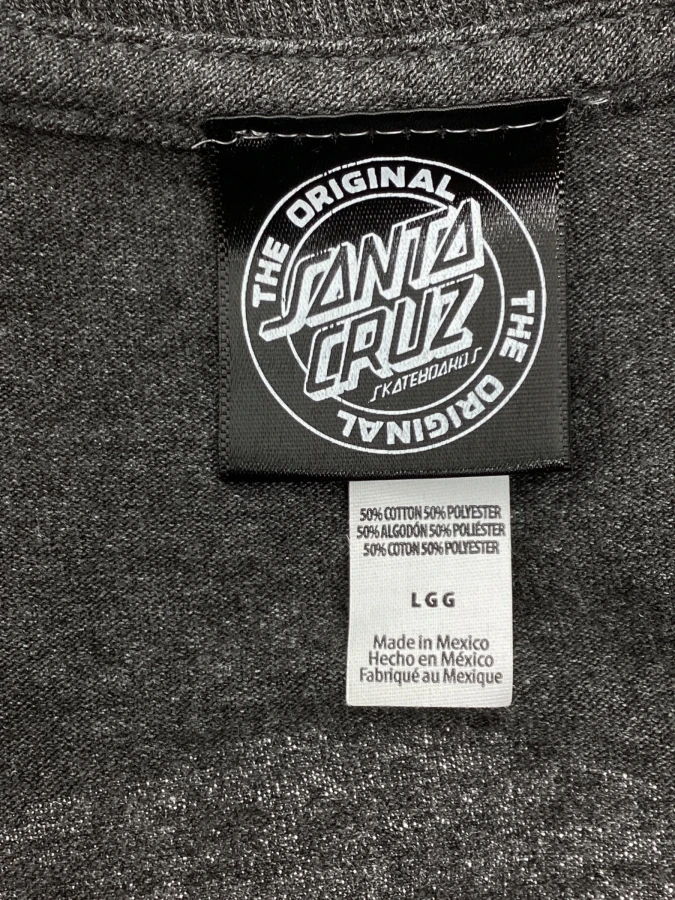 THE ORIGINAL
SANTA
CRUZ
SKATEBOARDS
THE ORIGINAL
50% COTTON 50% POLYESTER
50% ALGODÓN 50% POLIÉSTER
50% COTON 50% POLYESTER
L G G
Made in Mexico
Hecho en México
Fabriqué au Mexique